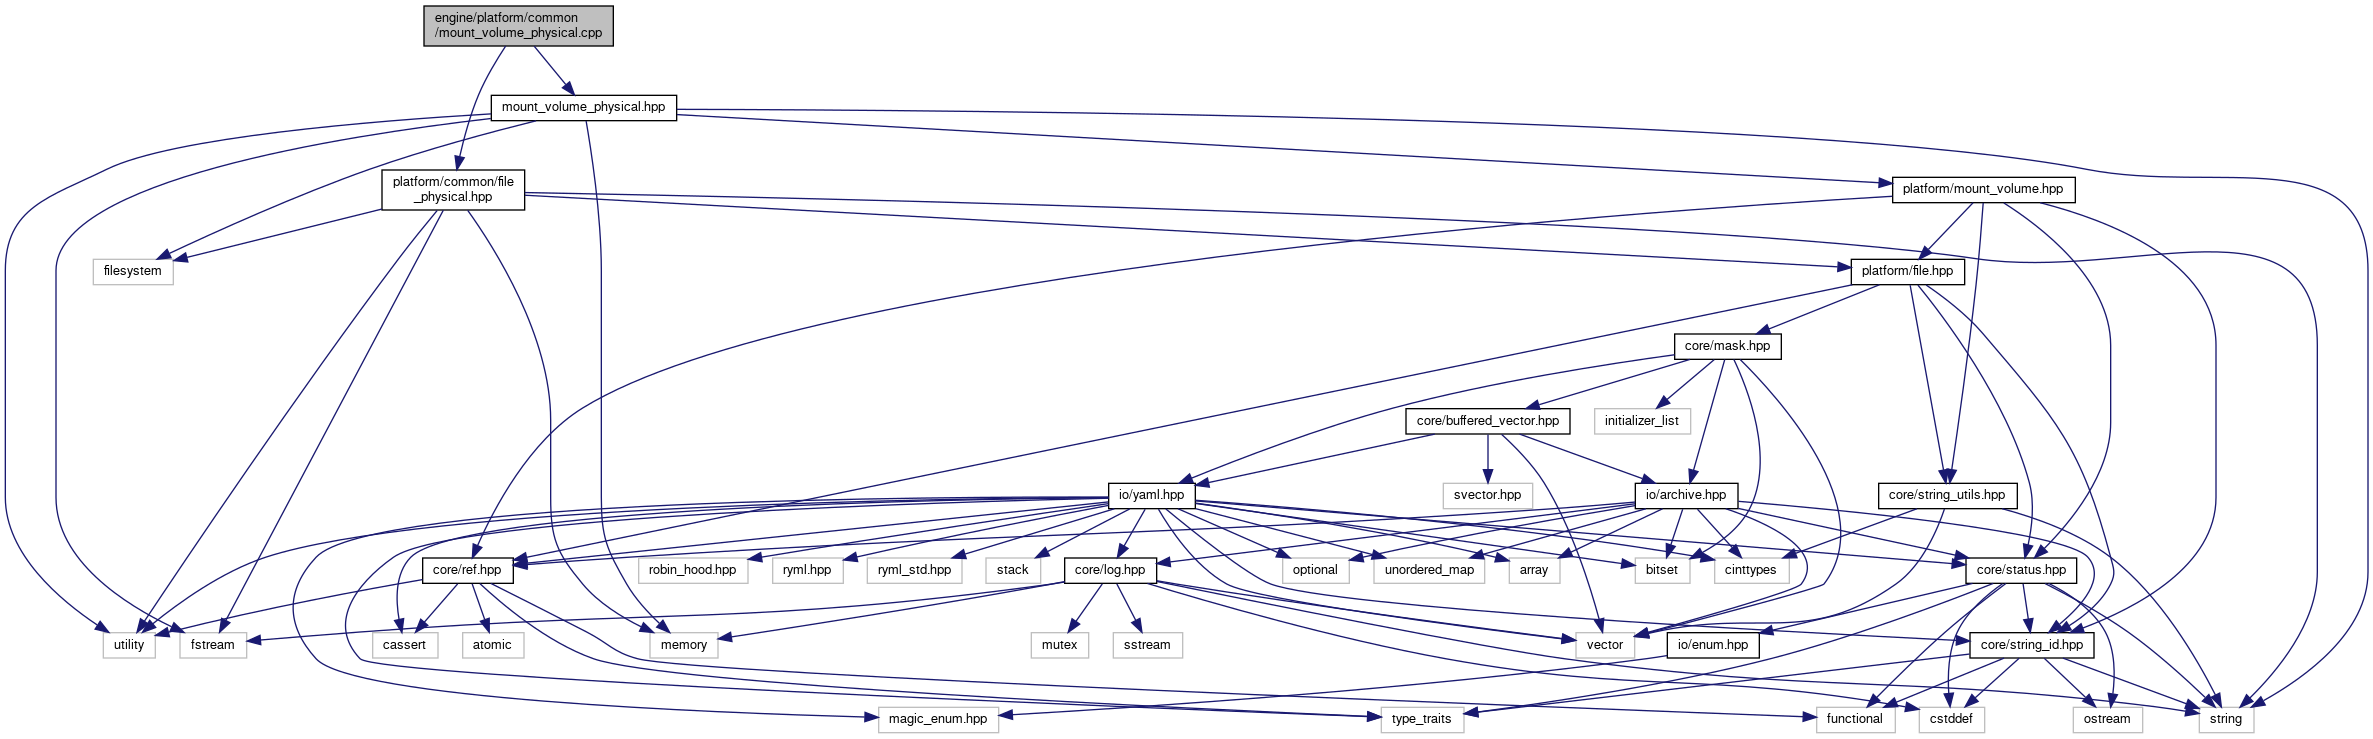 engine/platform/common
/mount_volume_physical.cpp
mount_volume_physical.hpp
platform/common/file
_physical.hpp
platform/mount_volume.hpp
filesystem
platform/file.hpp
core/mask.hpp
core/buffered_vector.hpp
initializer_list
io/yaml.hpp
svector.hpp
io/archive.hpp
core/string_utils.hpp
core/ref.hpp
robin_hood.hpp
ryml.hpp
ryml_std.hpp
stack
core/log.hpp
optional
unordered_map
array
bitset
cinttypes
core/status.hpp
utility
fstream
cassert
atomic
memory
mutex
sstream
vector
io/enum.hpp
core/string_id.hpp
magic_enum.hpp
type_traits
functional
cstddef
ostream
string